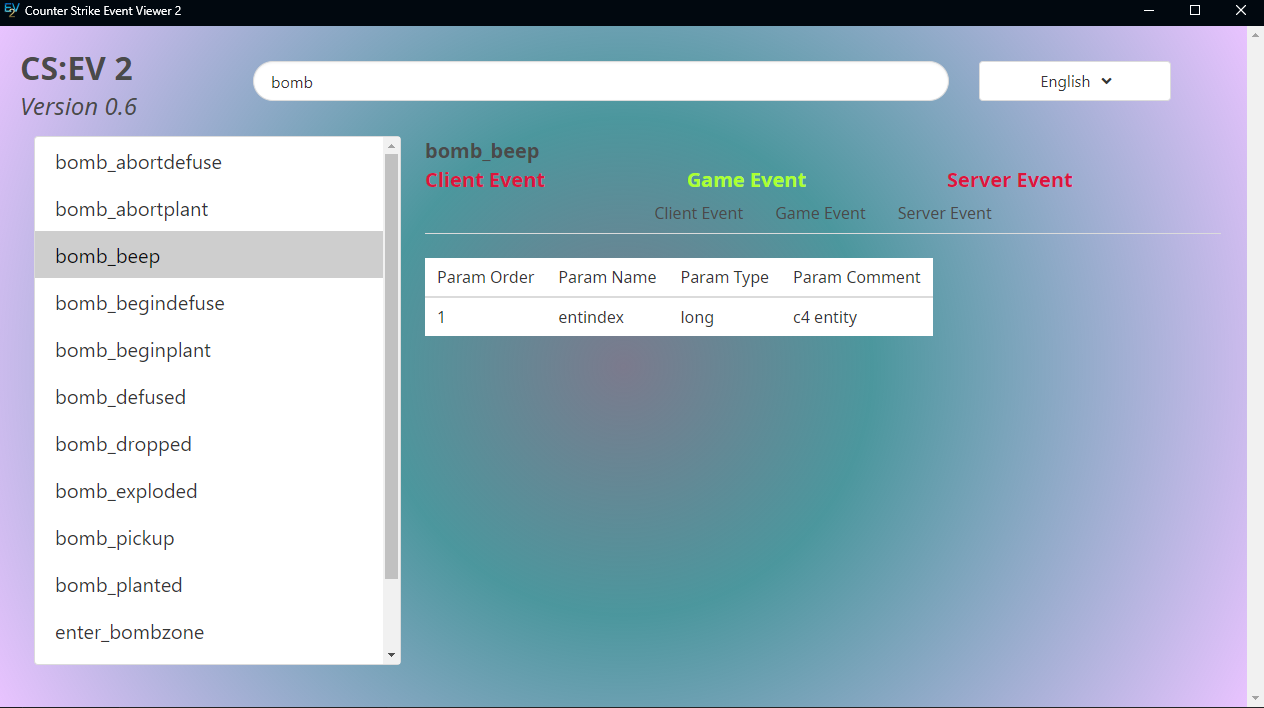 Counter Strike Event Viewer 2
CS:EV 2
Version 0.6
bomb
English
bomb_abortdefuse
bomb_abortplant
bomb_beep
bomb_begindefuse
bomb_beginplant
bomb_defused
bomb_dropped
bomb_exploded
bomb_pickup
bomb_planted
enter_bombzone
bomb_beep
Client Event Game Event Server Event
Client Event Game Event Server Event
Param Order Param Name Param Type Param Comment
1 entindex long c4 entity